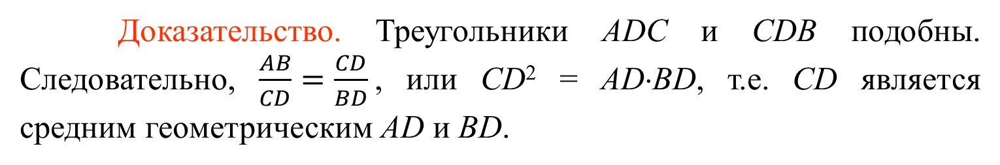 Доказательство. Треугольники ADC и CDB подобны.
Следовательно, AB/CD = CD/BD, или CD² = AD·BD, т.е. CD является
средним геометрическим AD и BD.